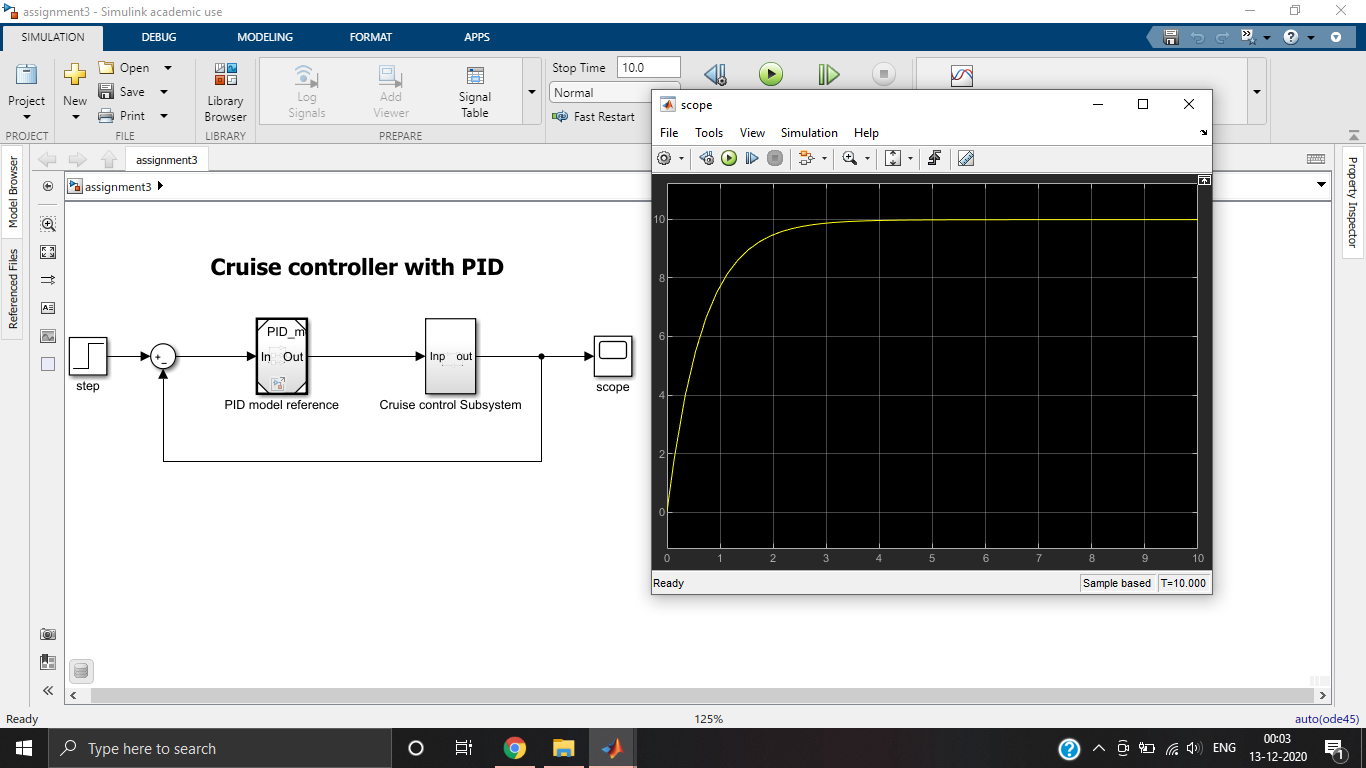 assignment3 - Simulink academic use
SIMULATION DEBUG MODELING FORMAT APPS
Project
PROJECT
New
Open
Save
Print
FILE
Library
Browser
LIBRARY
Log
Signals
Add
Viewer
Signal
Table
PREPARE
Stop Time 10.0
Normal
Fast Restart
assignment3
assignment3
Model Browser
Referenced Files
Property Inspector
Cruise controller with PID
step
+
-
PID_m
In Out
PID model reference
Inp out
Cruise control Subsystem
scope
scope
File Tools View Simulation Help
10
8
6
4
2
0
0 1 2 3 4 5 6 7 8 9 10
Ready Sample based T=10.000
Ready 125% auto(ode45)
Type here to search
ENG
00:03
13-12-2020
1